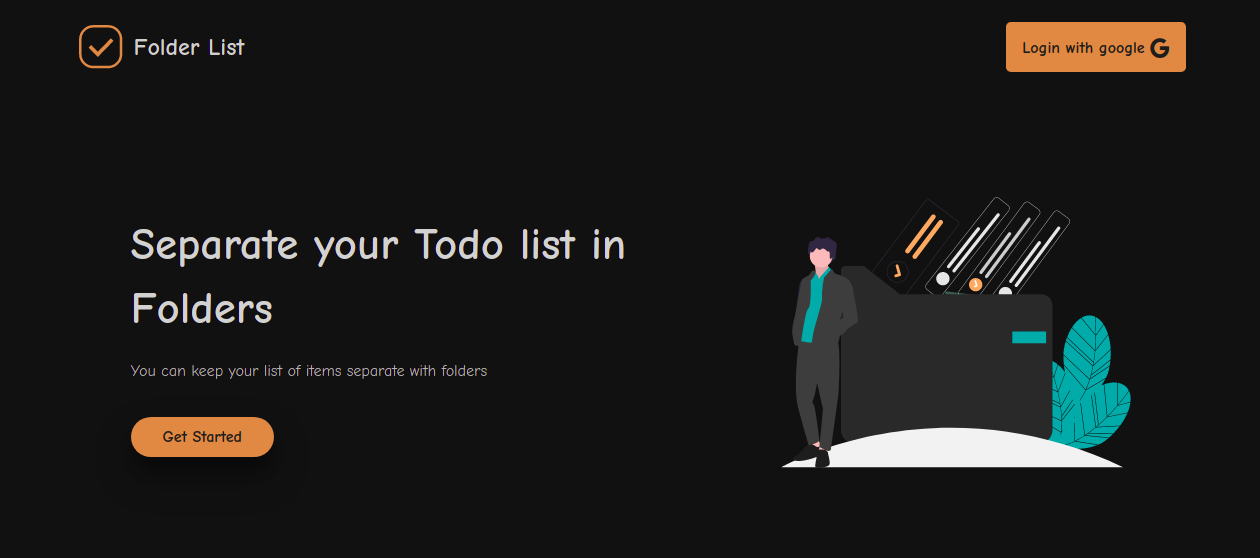 Folder List
Login with google
Separate your Todo list in
Folders
You can keep your list of items separate with folders
Get Started